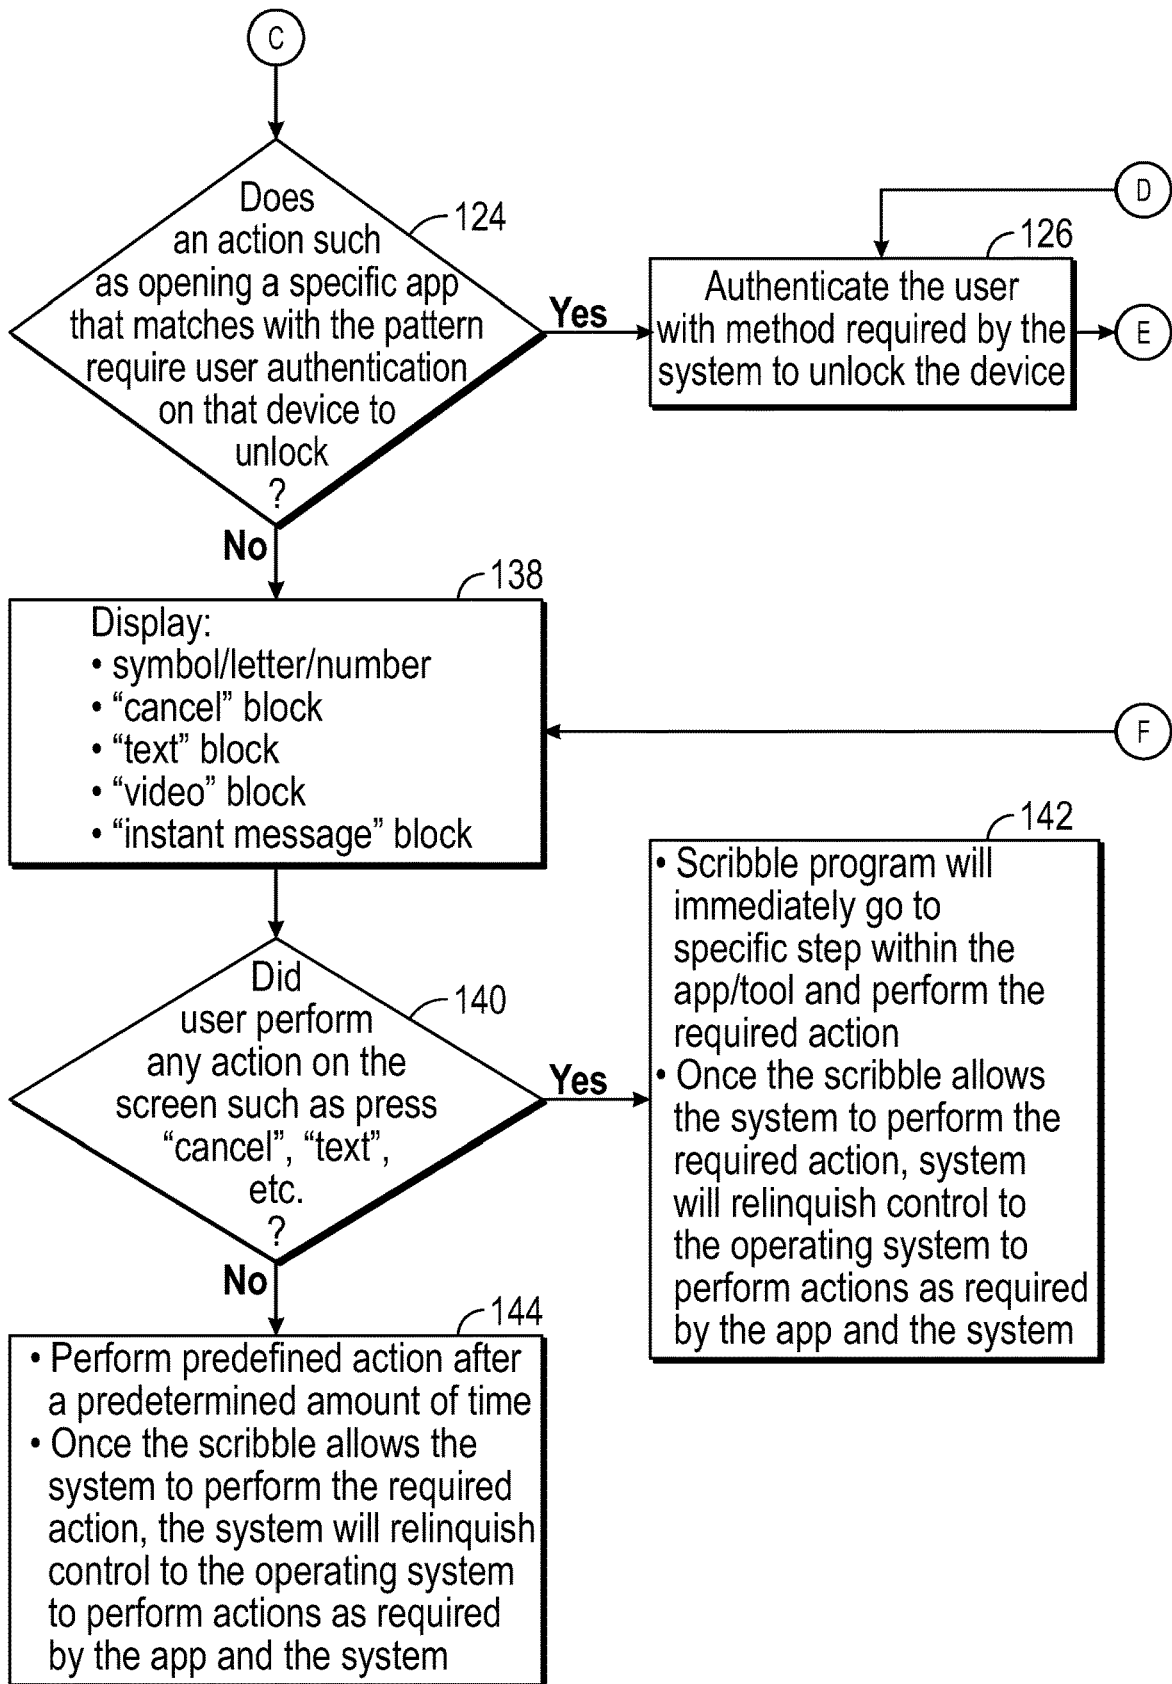 C
Does
an action such
as opening a specific app
that matches with the pattern
require user authentication
on that device to
unlock
?
124
Yes
No
D
126
Authenticate the user
with method required by the
system to unlock the device
E
138
Display:
• symbol/letter/number
• “cancel” block
• “text” block
• “video” block
• “instant message” block
F
Did
user perform
any action on the
screen such as press
“cancel”, “text”,
etc.
?
140
Yes
No
142
• Scribble program will
immediately go to
specific step within the
app/tool and perform the
required action
• Once the scribble allows
the system to perform the
required action, system
will relinquish control to
the operating system to
perform actions as required
by the app and the system
144
• Perform predefined action after
a predetermined amount of time
• Once the scribble allows the
system to perform the required
action, the system will relinquish
control to the operating system
to perform actions as required
by the app and the system